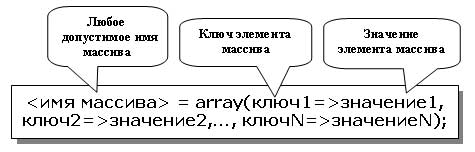 Любое
допустимое имя
массива
Ключ элемента
массива
Значение
элемента массива
<имя массива> = array(ключ1=>значение1,
ключ2=>значение2,..., ключN=>значениеN);